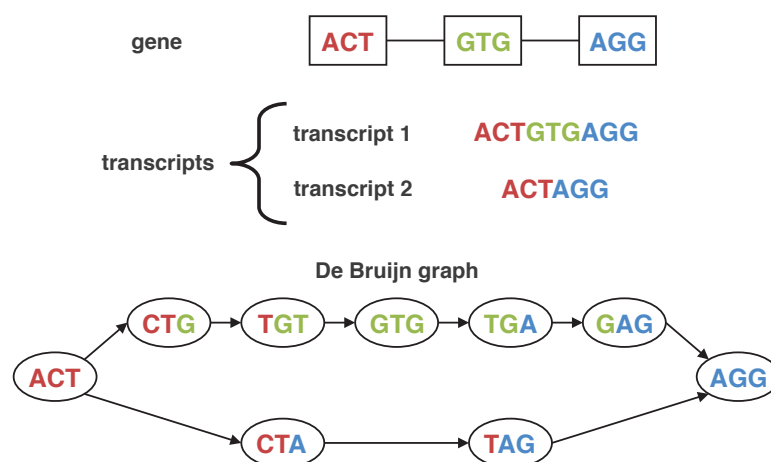 gene ACT GTG AGG
transcript 1 ACTGTGAGG
transcripts
transcript 2 ACTAGG
De Bruijn graph
CTG TGT GTG TGA GAG
ACT AGG
CTA TAG